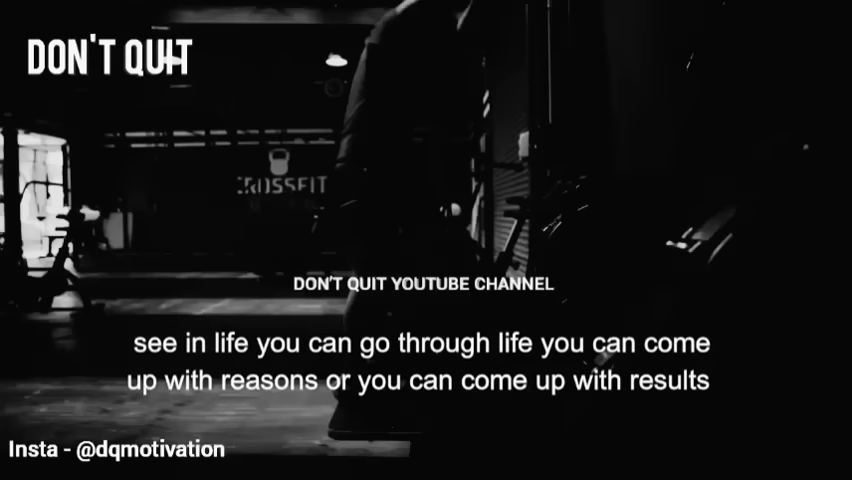 DON'T QUIT
CROSSFIT
DON'T QUIT YOUTUBE CHANNEL
see in life you can go through life you can come
up with reasons or you can come up with results
Insta - @dqmotivation